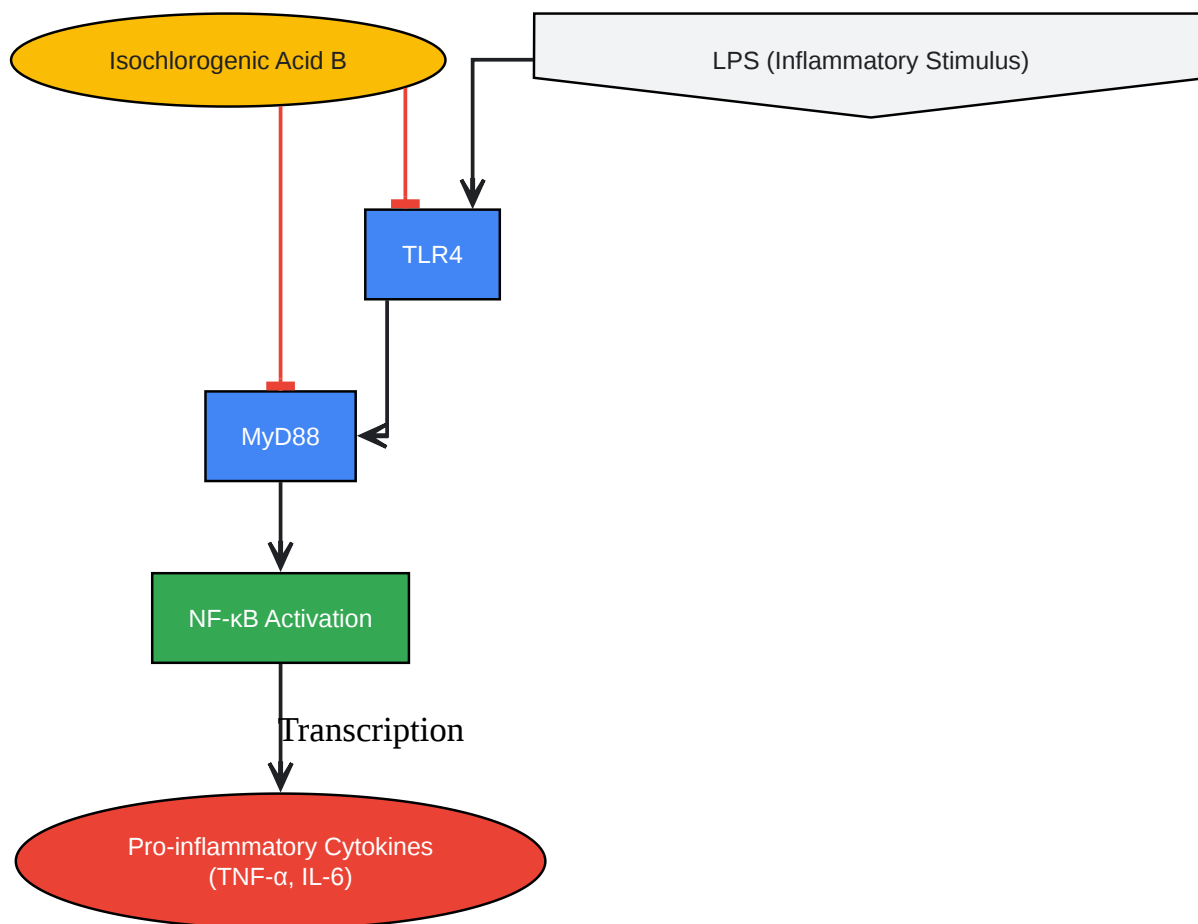 Isochlorogenic Acid B
LPS (Inflammatory Stimulus)
TLR4
MyD88
NF-κB Activation
Transcription
Pro-inflammatory Cytokines
(TNF-α, IL-6)